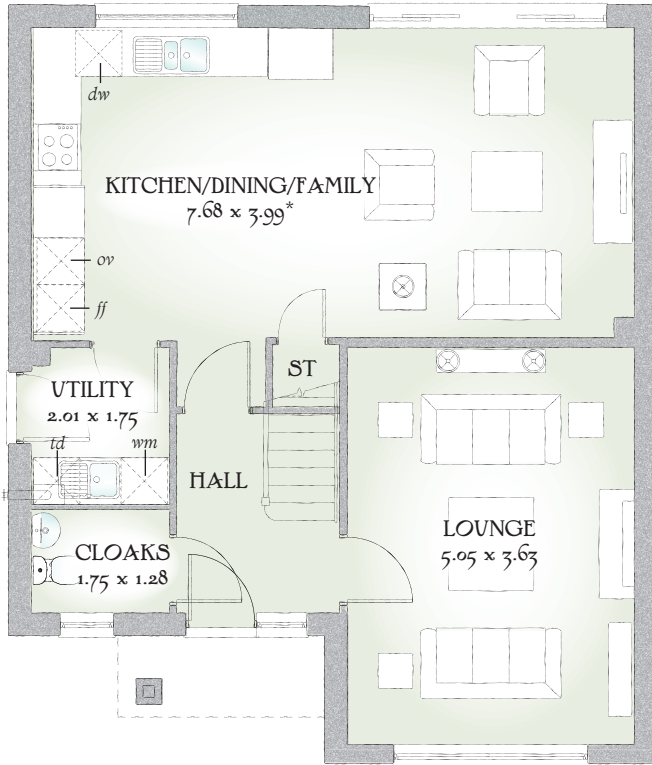 dw
KITCHEN/DINING/FAMILY
7.68 x 3.99*
ov
ff
ST
UTILITY
2.01 x 1.75
td
wm
HALL
LOUNGE
5.05 x 3.63
CLOAKS
1.75 x 1.28